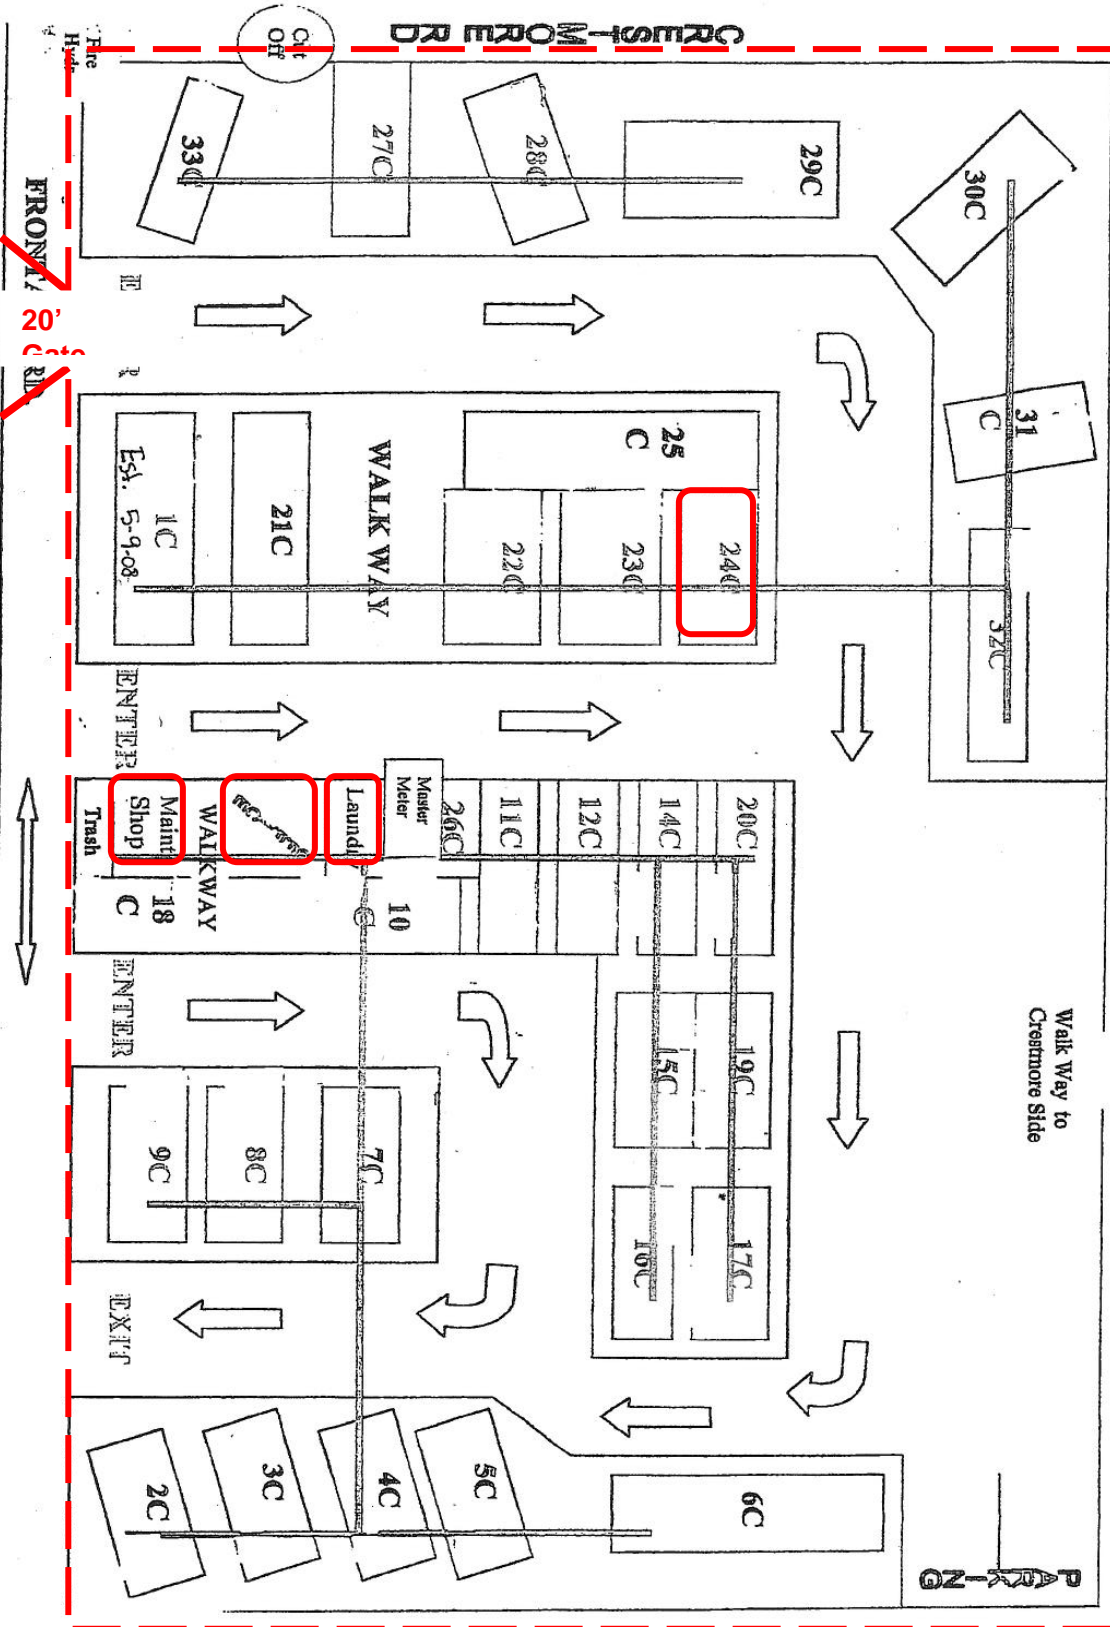 CREST-MORE RD
Cut
Off
Fire
33C
27C
28C
29C
30C
31
C
32C
20’
Gate
25
C
1C
Est. 5-9-08
21C
WALK WAY
22C
23C
24C
ENTER
Trash
Maint
Shop
WALKWAY
Laundry
Master
Meter
26C
11C
12C
14C
20C
18
C
10
C
ENTER
15C
19C
16C
17C
Walk Way to
Crestmore Side
9C
8C
7C
EXIT
2C
3C
4C
5C
6C
PARKING